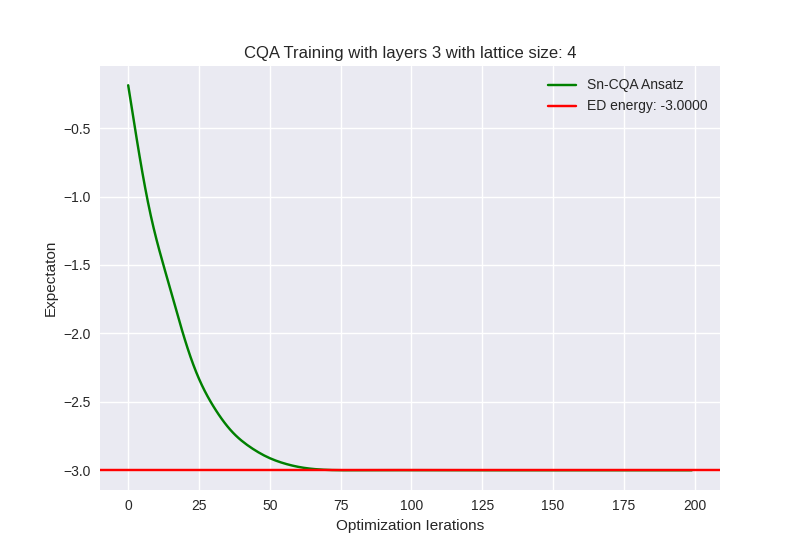 CQA Training with layers 3 with lattice size: 4
Sn-CQA Ansatz
ED energy: -3.0000
Expectaton
−0.5
−1.0
−1.5
−2.0
−2.5
−3.0
0 25 50 75 100 125 150 175 200
Optimization Ierations